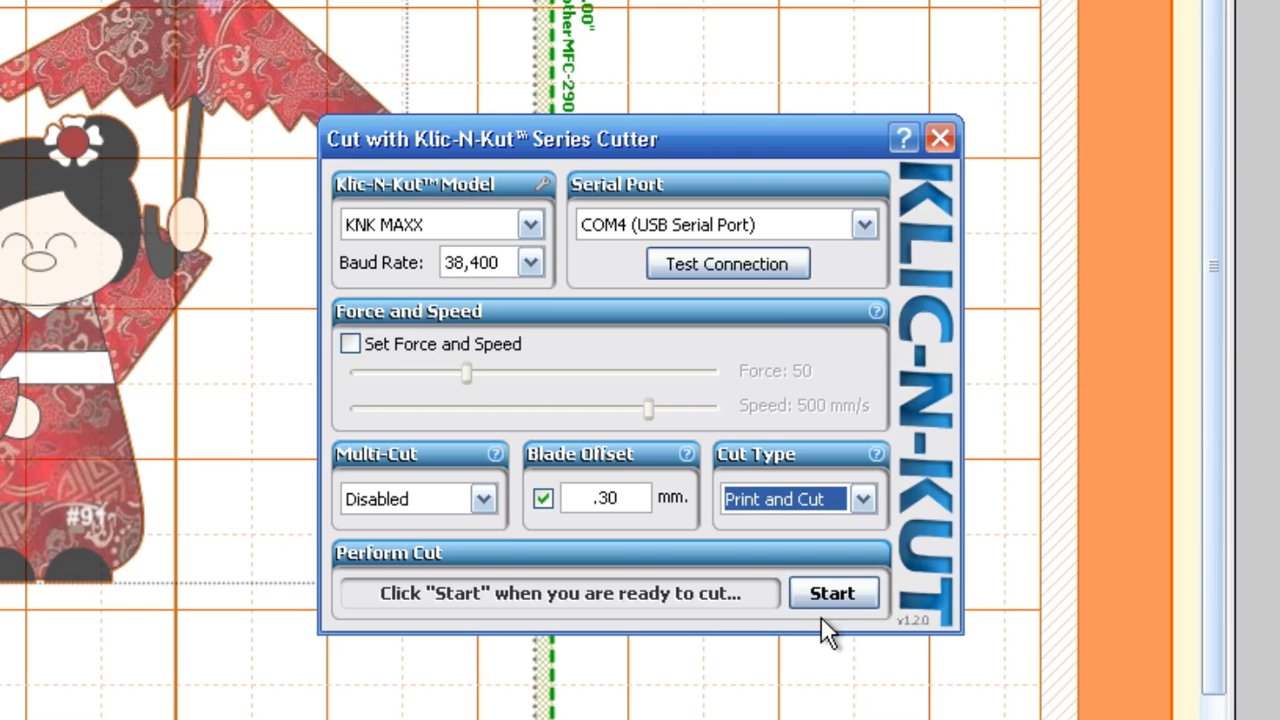 .00"
otherMFC-290
Cut with Klic-N-Kut™ Series Cutter
?
Klic-N-Kut™ Model
Serial Port
KNK MAXX
COM4 (USB Serial Port)
Baud Rate: 38,400
Test Connection
Force and Speed ?
Set Force and Speed
Force: 50
Speed: 500 mm/s
Multi-Cut ?
Blade Offset ?
Cut Type ?
Disabled
.30 mm.
Print and Cut
Perform Cut
Click "Start" when you are ready to cut...
Start
KLIC-N-KUT
v1.2.0